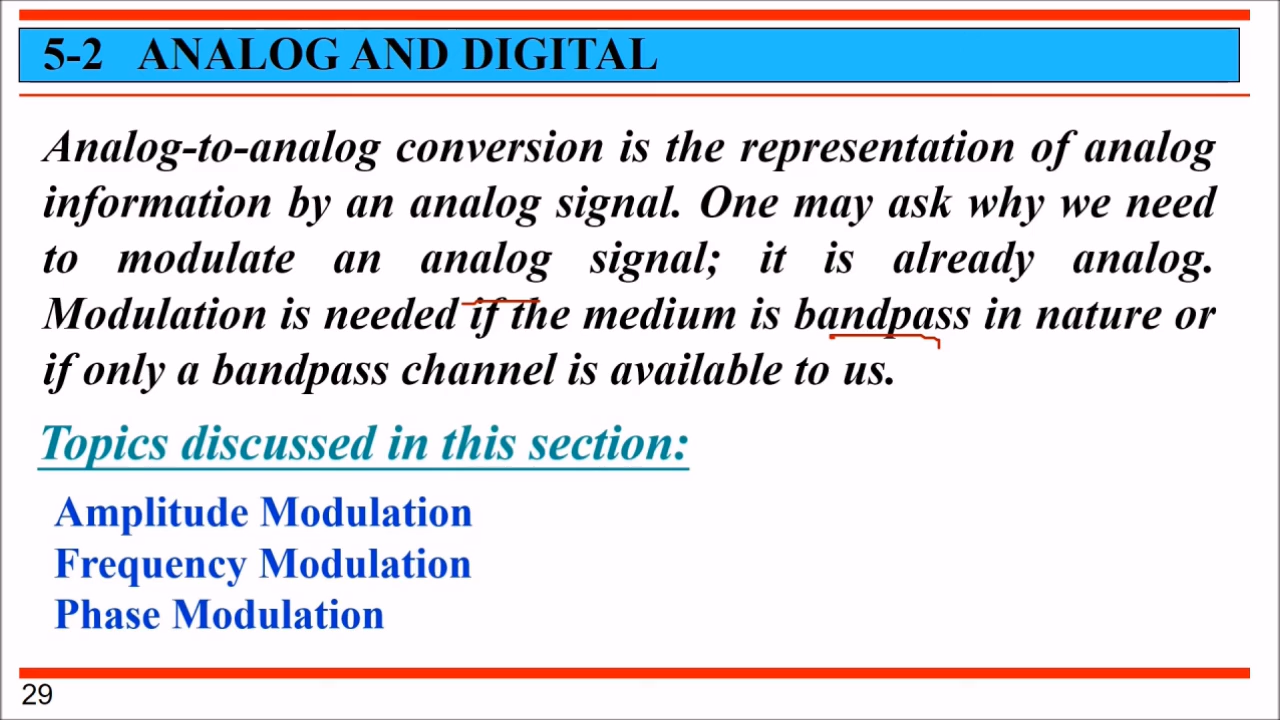 5-2 ANALOG AND DIGITAL
Analog-to-analog conversion is the representation of analog
information by an analog signal. One may ask why we need
to modulate an analog signal; it is already analog.
Modulation is needed if the medium is bandpass in nature or
if only a bandpass channel is available to us.
Topics discussed in this section:
Amplitude Modulation
Frequency Modulation
Phase Modulation
29